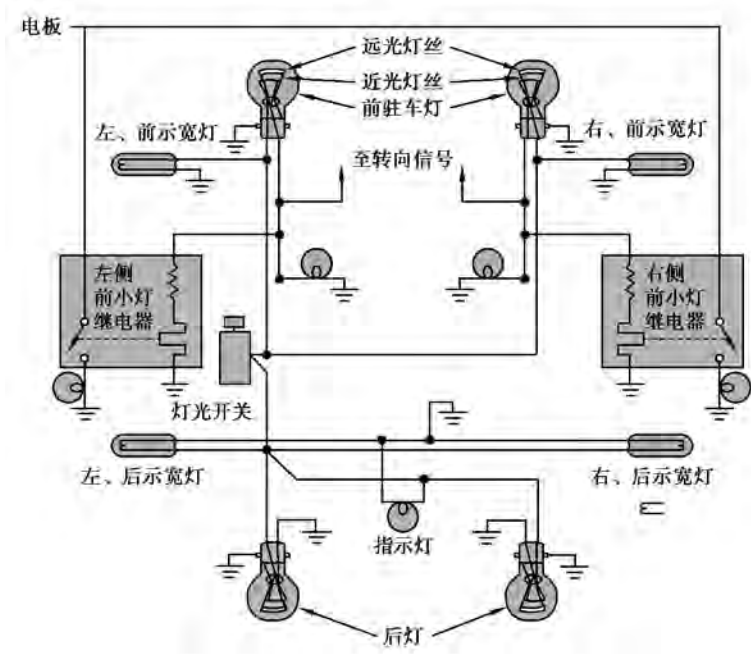 电板
远光灯丝
近光灯丝
前驻车灯
左、前示宽灯
右、前示宽灯
至转向信号
左侧
前小灯
继电器
右侧
前小灯
继电器
灯光开关
左、后示宽灯
右、后示宽灯
指示灯
后灯